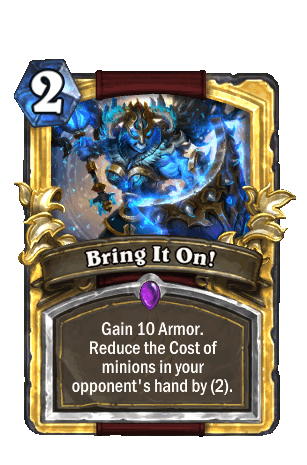 2
Bring It On!
Gain 10 Armor.
Reduce the Cost of
minions in your
opponent's hand by (2).